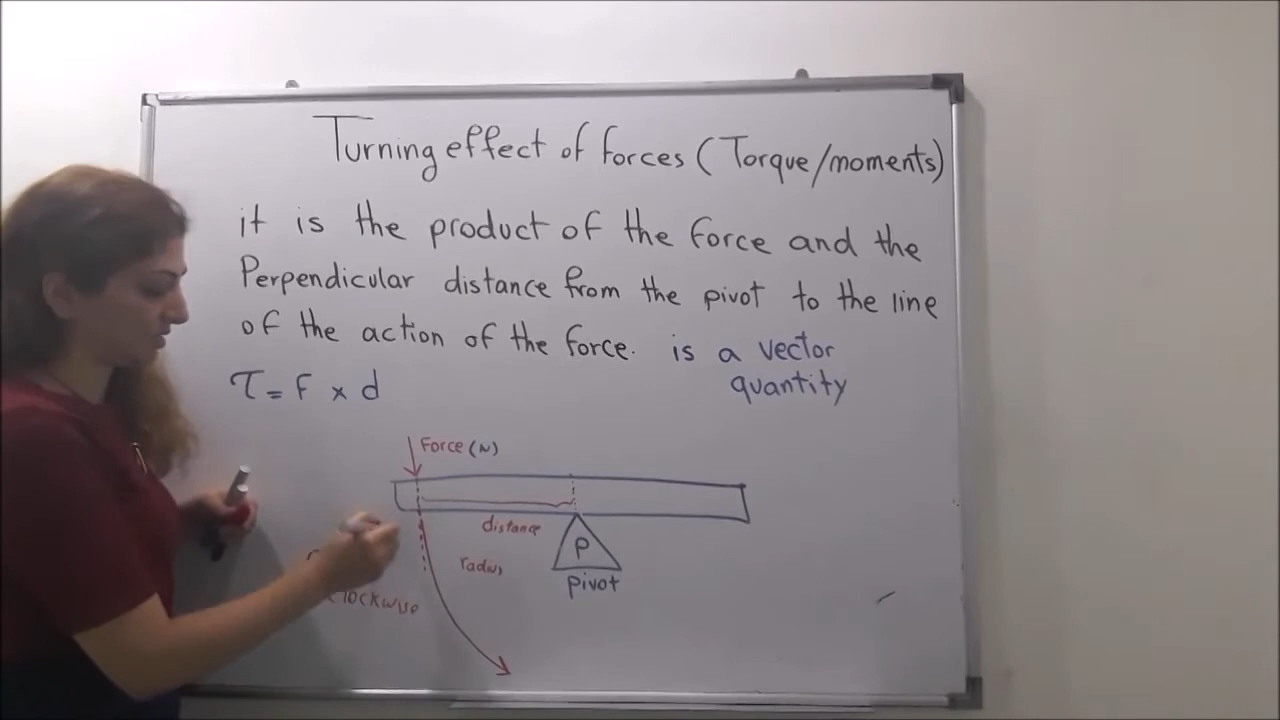 Turning effect of forces (Torque/moments)
it is the product of the force and the
Perpendicular distance from the pivot to the line
of the action of the force. is a vector
quantity
τ = F × d
Force (N)
distance
P
radius
pivot
clockwise